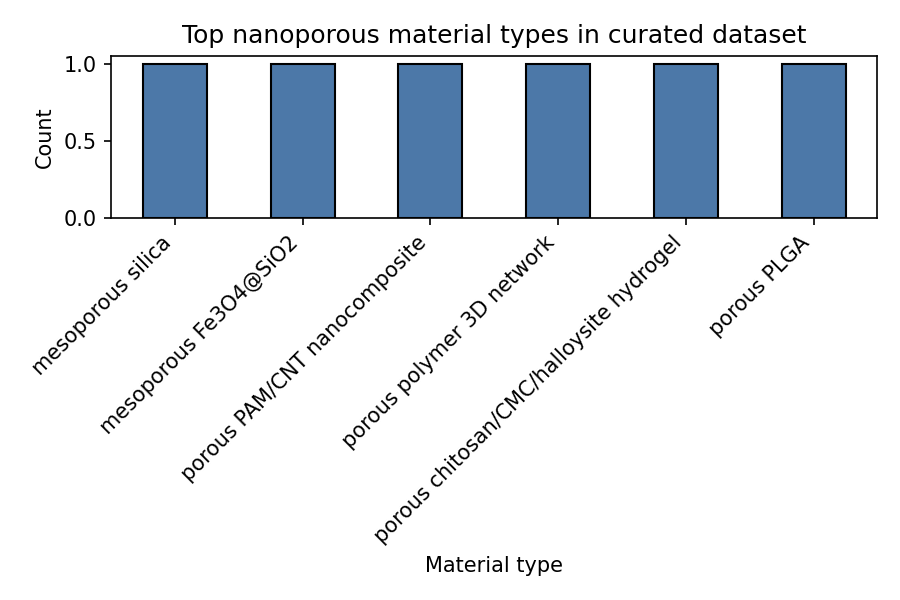 Top nanoporous material types in curated dataset
Count
1.0
0.5
0.0
mesoporous silica
mesoporous Fe3O4@SiO2
porous PAM/CNT nanocomposite
porous polymer 3D network
porous chitosan/CMC/halloysite hydrogel
porous PLGA
Material type